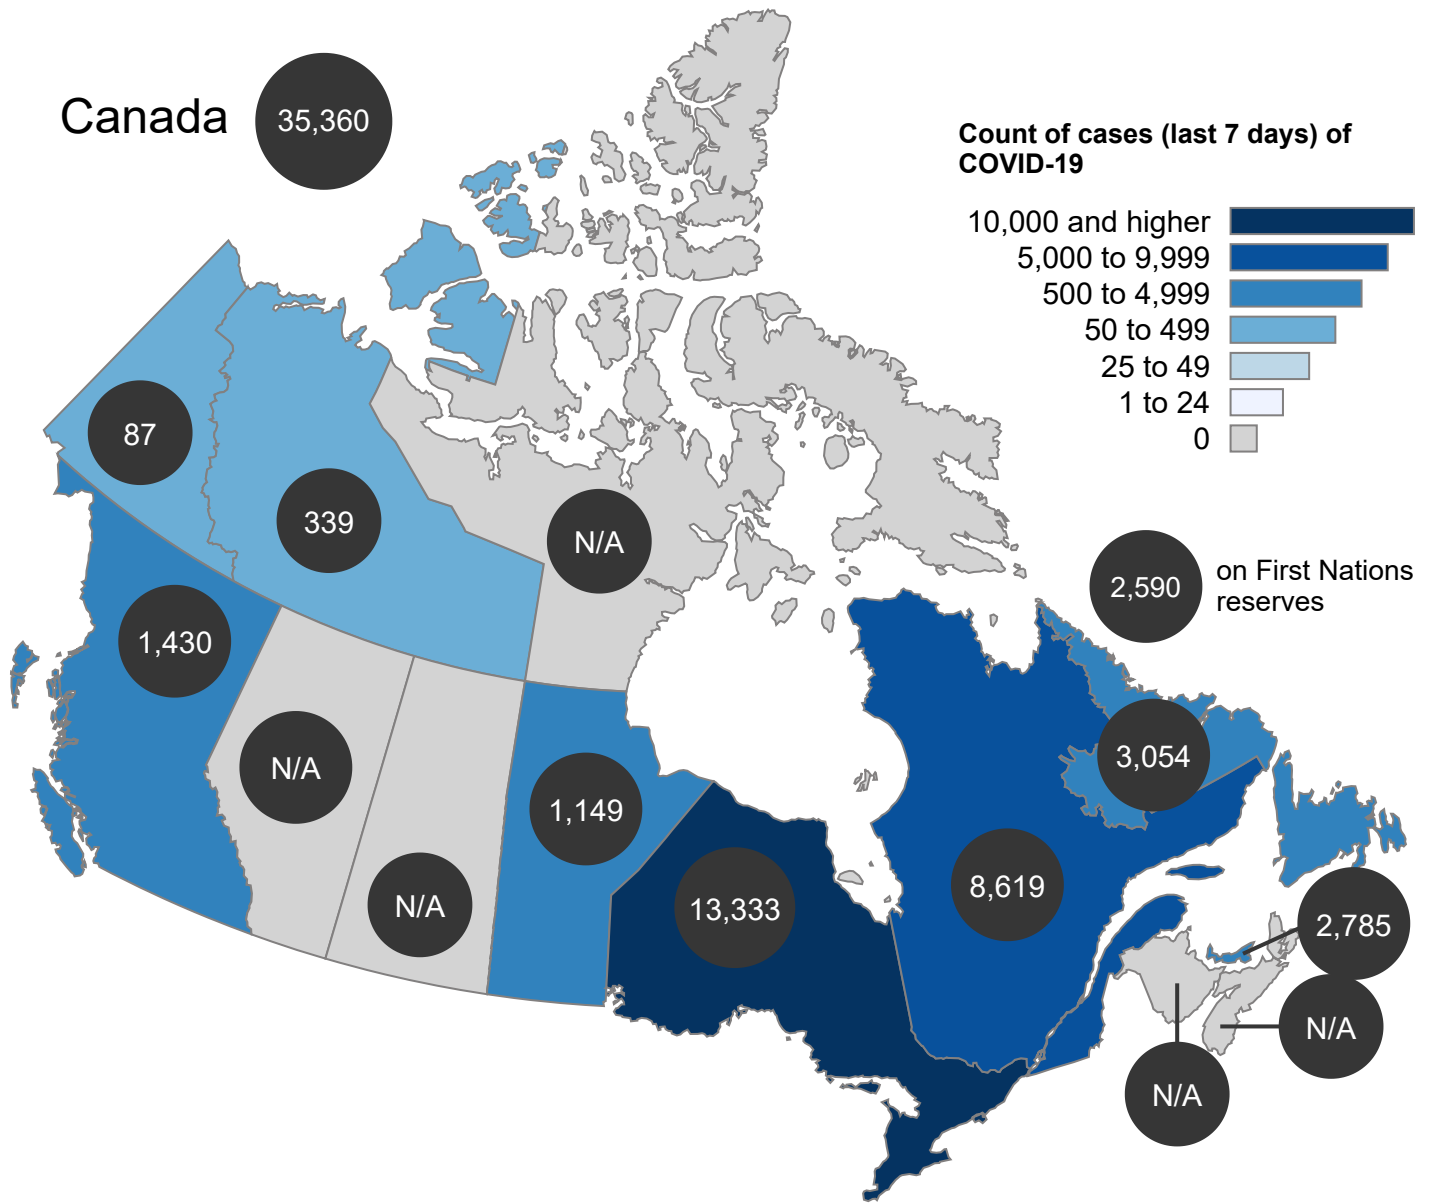 Canada
35,360
Count of cases (last 7 days) of
COVID-19
10,000 and higher
5,000 to 9,999
500 to 4,999
50 to 499
25 to 49
1 to 24
0
87
339
N/A
2,590
on First Nations
reserves
1,430
N/A
1,149
3,054
N/A
13,333
8,619
2,785
N/A
N/A